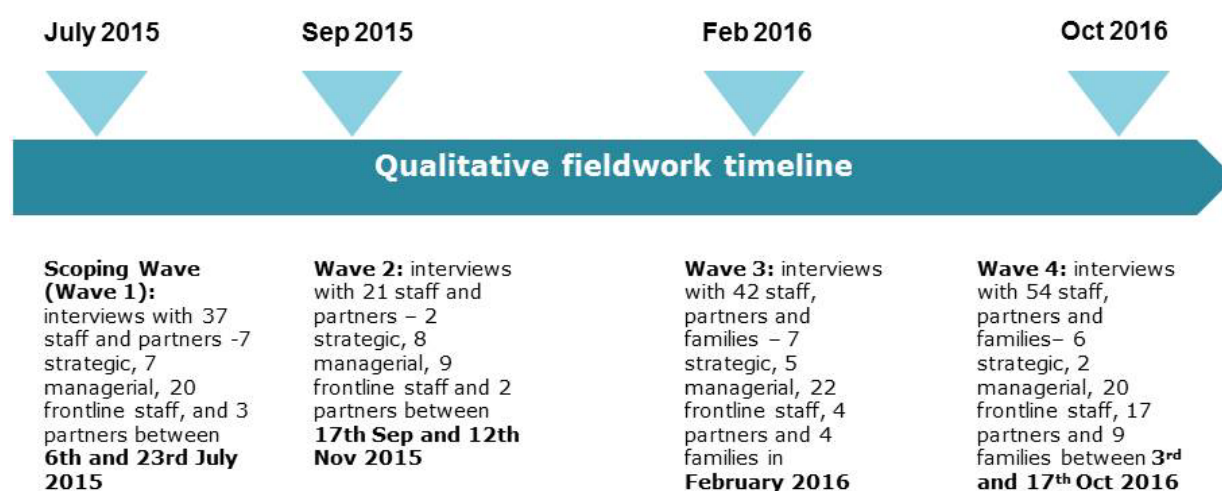 July 2015
Sep 2015
Feb 2016
Oct 2016
Qualitative fieldwork timeline
Scoping Wave
(Wave 1):
interviews with 37
staff and partners -7
strategic, 7
managerial, 20
frontline staff, and 3
partners between
6th and 23rd July
2015
Wave 2: interviews
with 21 staff and
partners – 2
strategic, 8
managerial, 9
frontline staff and 2
partners between
17th Sep and 12th
Nov 2015
Wave 3: interviews
with 42 staff,
partners and
families – 7
strategic, 5
managerial, 22
frontline staff, 4
partners and 4
families in
February 2016
Wave 4: interviews
with 54 staff,
partners and
families– 6
strategic, 2
managerial, 20
frontline staff, 17
partners and 9
families between 3rd
and 17th Oct 2016